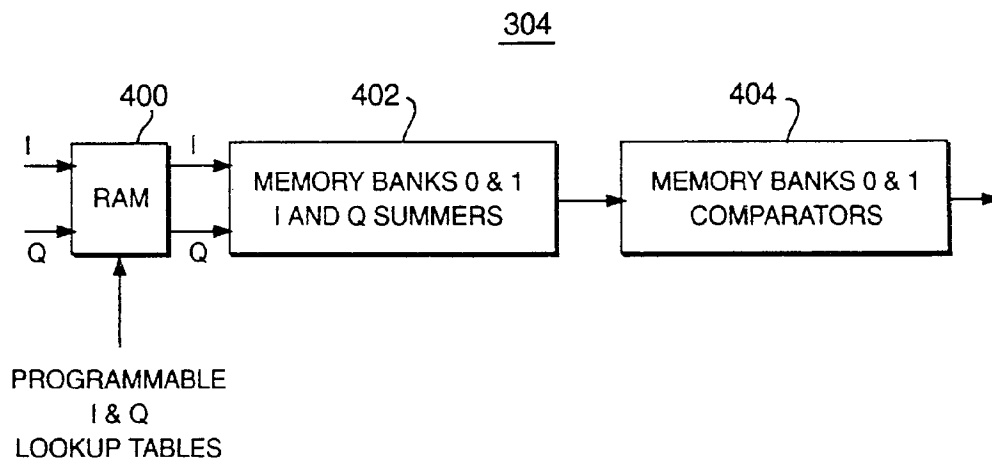 304
400
402
404
I
I
RAM
MEMORY BANKS 0 & 1
I AND Q SUMMERS
MEMORY BANKS 0 & 1
COMPARATORS
Q
Q
PROGRAMMABLE
I & Q
LOOKUP TABLES